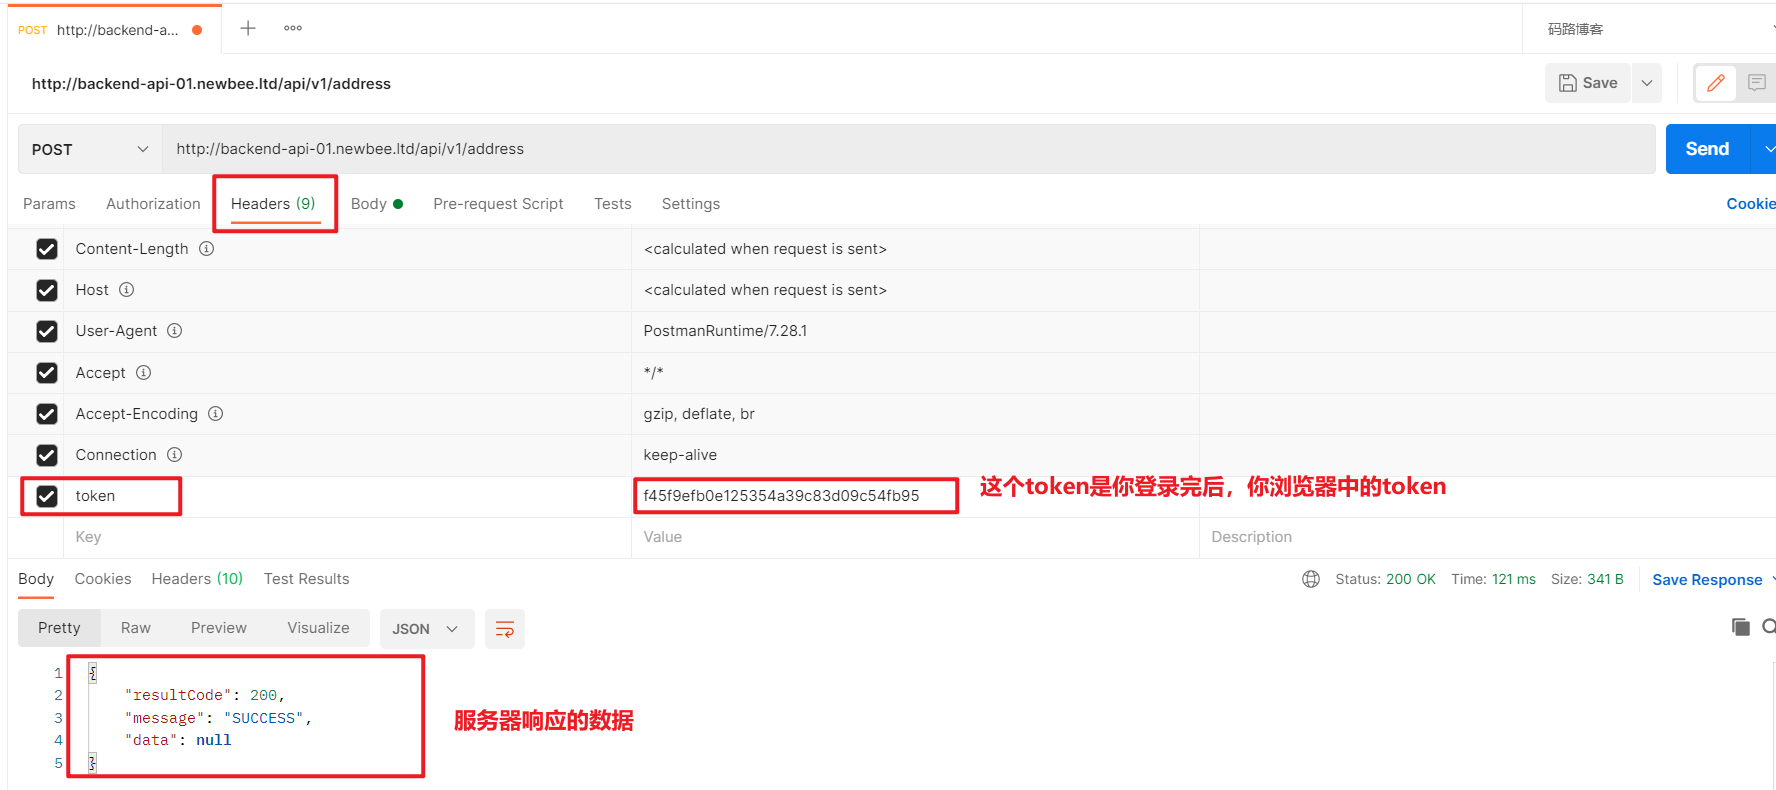 POST http://backend-a...
码路博客
http://backend-api-01.newbee.ltd/api/v1/address
Save
POST http://backend-api-01.newbee.ltd/api/v1/address Send
Params Authorization Headers (9) Body Pre-request Script Tests Settings Cookie
Content-Length <calculated when request is sent>
Host <calculated when request is sent>
User-Agent PostmanRuntime/7.28.1
Accept */*
Accept-Encoding gzip, deflate, br
Connection keep-alive
token f45f9efb0e125354a39c83d09c54fb95 这个token是你登录完后，你浏览器中的token
Key Value Description
Body Cookies Headers (10) Test Results Status: 200 OK Time: 121 ms Size: 341 B Save Response
Pretty Raw Preview Visualize JSON
1 {
2 "resultCode": 200,
3 "message": "SUCCESS",
4 "data": null
5 }
服务器响应的数据